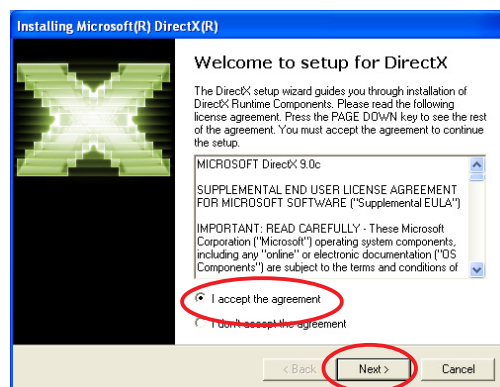 Installing Microsoft(R) DirectX(R)
Welcome to setup for DirectX
The DirectX setup wizard guides you through installation of
DirectX Runtime Components. Please read the following
license agreement. Press the PAGE DOWN key to see the rest
of the agreement. You must accept the agreement to continue
the setup.
MICROSOFT DirectX 9.0c
SUPPLEMENTAL END USER LICENSE AGREEMENT
FOR MICROSOFT SOFTWARE ("Supplemental EULA")
IMPORTANT: READ CAREFULLY - These Microsoft
Corporation ("Microsoft") operating system components,
including any "online" or electronic documentation ("OS
Components") are subject to the terms and conditions of
I accept the agreement
I don't accept the agreement
< Back
Next >
Cancel